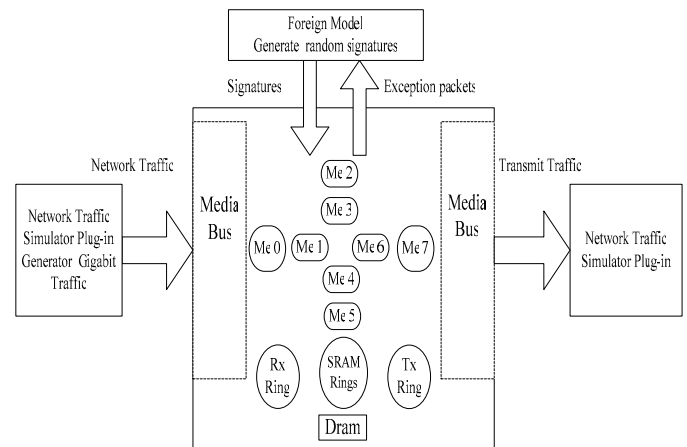 Foreign Model
Generate random signatures
Signatures
Exception packets
Network Traffic
Transmit Traffic
Network Traffic
Simulator Plug-in
Generator Gigabit
Traffic
Media
Bus
Me 2
Me 3
Me 0
Me 1
Me 6
Me 7
Me 4
Me 5
Media
Bus
Network Traffic
Simulator Plug-in
Rx
Ring
SRAM
Rings
Tx
Ring
Dram